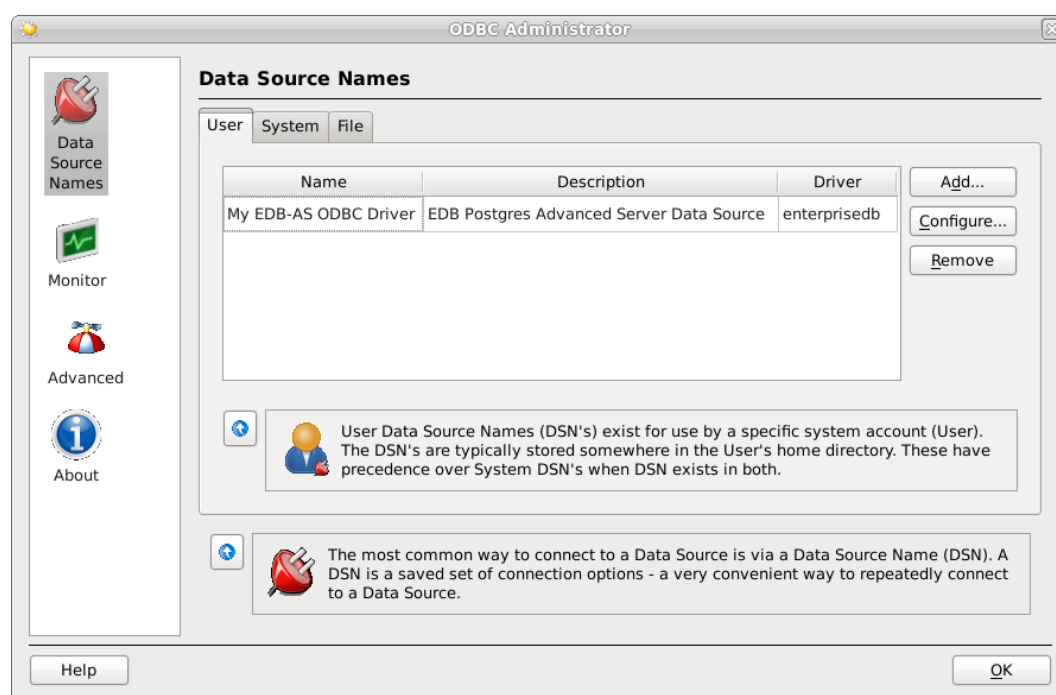 ODBC Administrator
Data Source Names
User System File
Data
Source
Names
Monitor
Advanced
About
Name Description Driver
My EDB-AS ODBC Driver EDB Postgres Advanced Server Data Source enterprisedb
Add...
Configure...
Remove
User Data Source Names (DSN's) exist for use by a specific system account (User).
The DSN's are typically stored somewhere in the User's home directory. These have
precedence over System DSN's when DSN exists in both.
The most common way to connect to a Data Source is via a Data Source Name (DSN). A
DSN is a saved set of connection options - a very convenient way to repeatedly connect
to a Data Source.
Help
OK